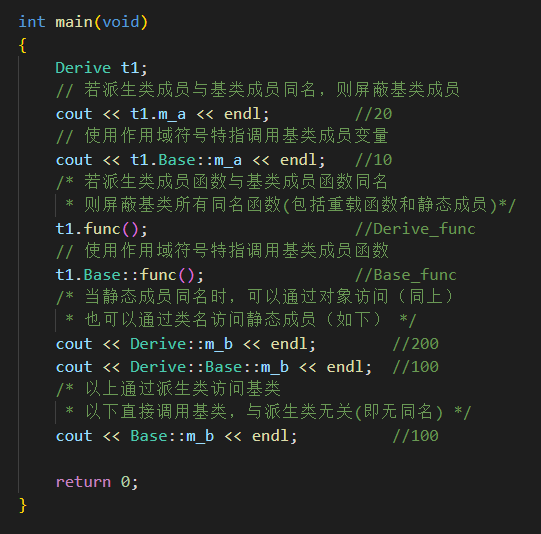 int main(void)
{
    Derive t1;
    // 若派生类成员与基类成员同名，则屏蔽基类成员
    cout << t1.m_a << endl;         //20
    // 使用作用域符号特指调用基类成员变量
    cout << t1.Base::m_a << endl;   //10
    /* 若派生类成员函数与基类成员函数同名
     * 则屏蔽基类所有同名函数(包括重载函数和静态成员)*/
    t1.func();                      //Derive_func
    // 使用作用域符号特指调用基类成员函数
    t1.Base::func();                //Base_func
    /* 当静态成员同名时，可以通过对象访问（同上）
     * 也可以通过类名访问静态成员（如下） */
    cout << Derive::m_b << endl;        //200
    cout << Derive::Base::m_b << endl;  //100
    /* 以上通过派生类访问基类
     * 以下直接调用基类，与派生类无关(即无同名) */
    cout << Base::m_b << endl;          //100
    return 0;
}